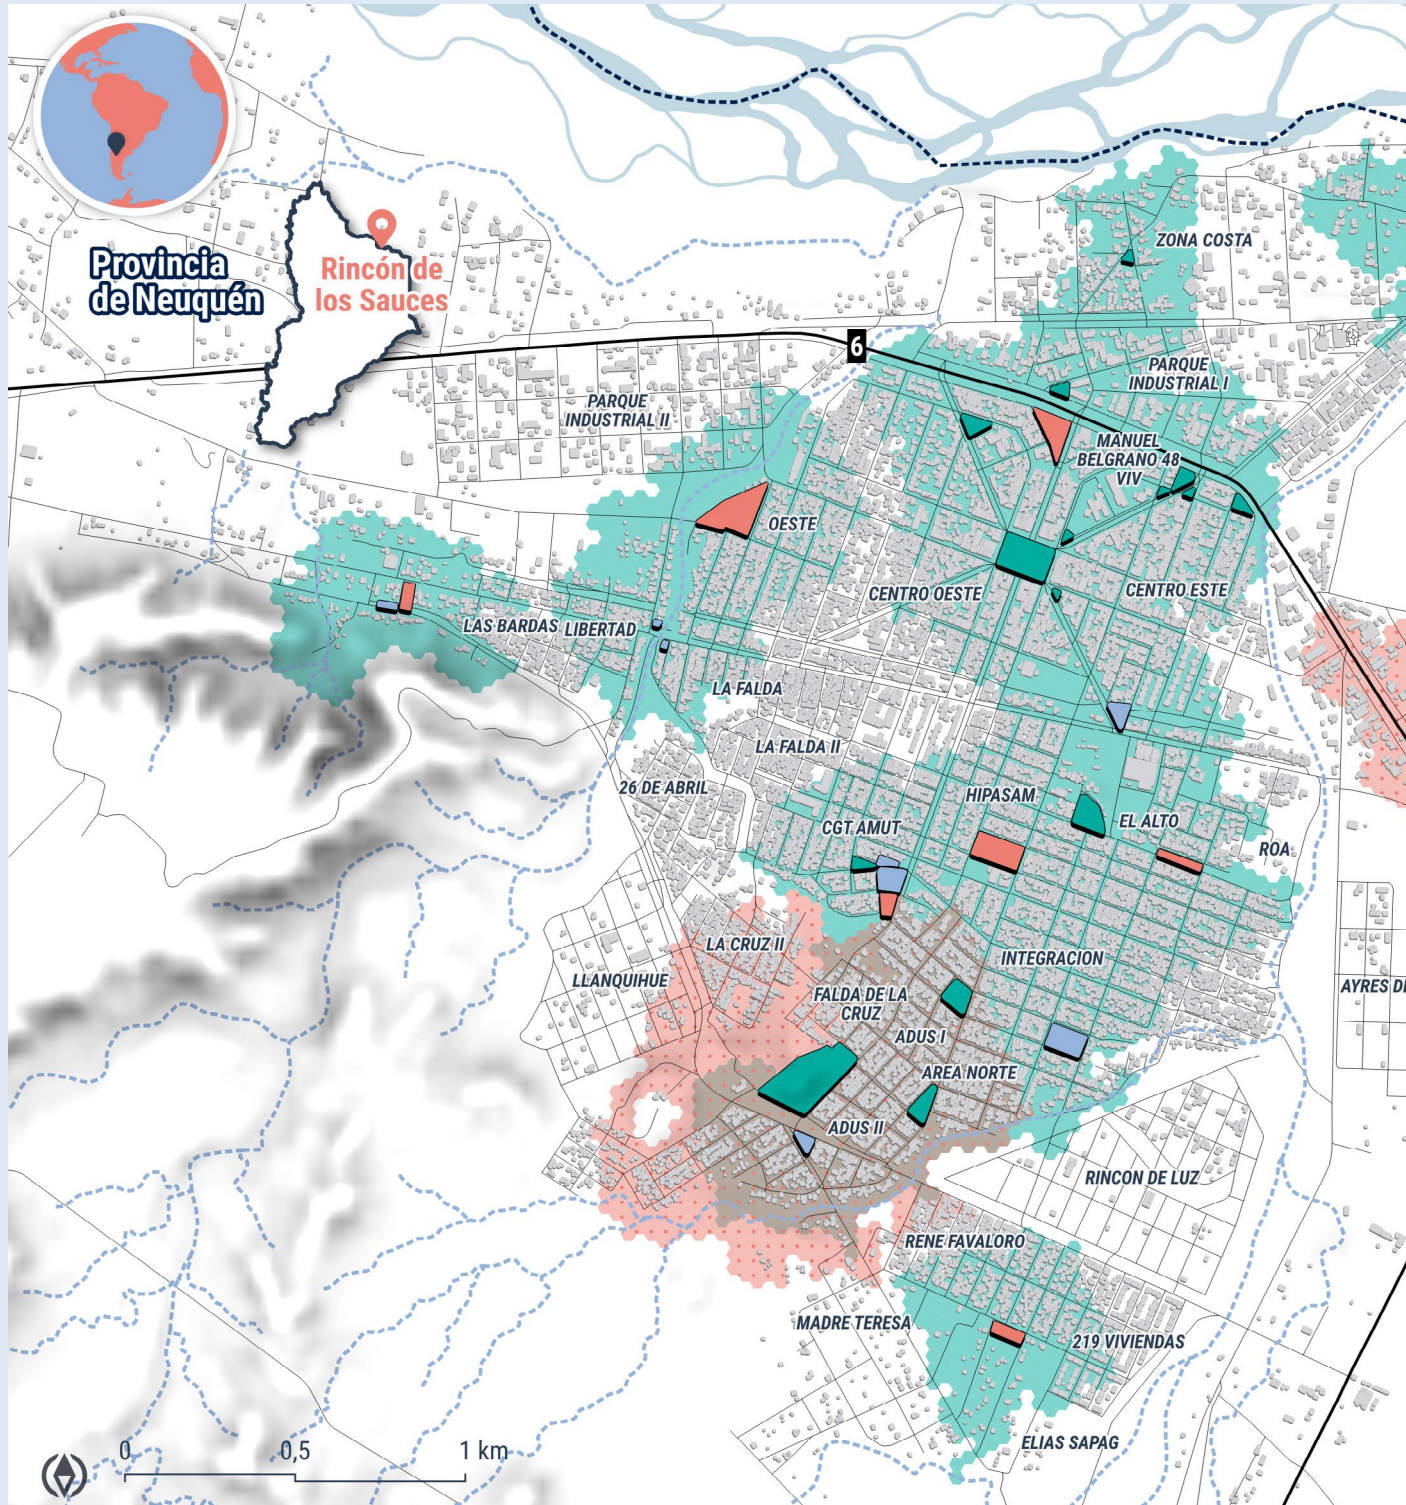 Provincia
de Neuquén
Rincón de
los Sauces
6
ZONA COSTA
PARQUE
INDUSTRIAL I
PARQUE
INDUSTRIAL II
MANUEL
BELGRANO 48
VIV
OESTE
CENTRO OESTE
CENTRO ESTE
LAS BARDAS
LIBERTAD
LA FALDA
LA FALDA II
26 DE ABRIL
HIPASAM
CGT AMUT
EL ALTO
ROA
LA CRUZ II
INTEGRACION
LLANQUIHUE
FALDA DE LA
CRUZ
AYRES DE
ADUS I
AREA NORTE
ADUS II
RINCON DE LUZ
RENE FAVALORO
MADRE TERESA
219 VIVIENDAS
ELIAS SAPAG
0 0,5 1 km